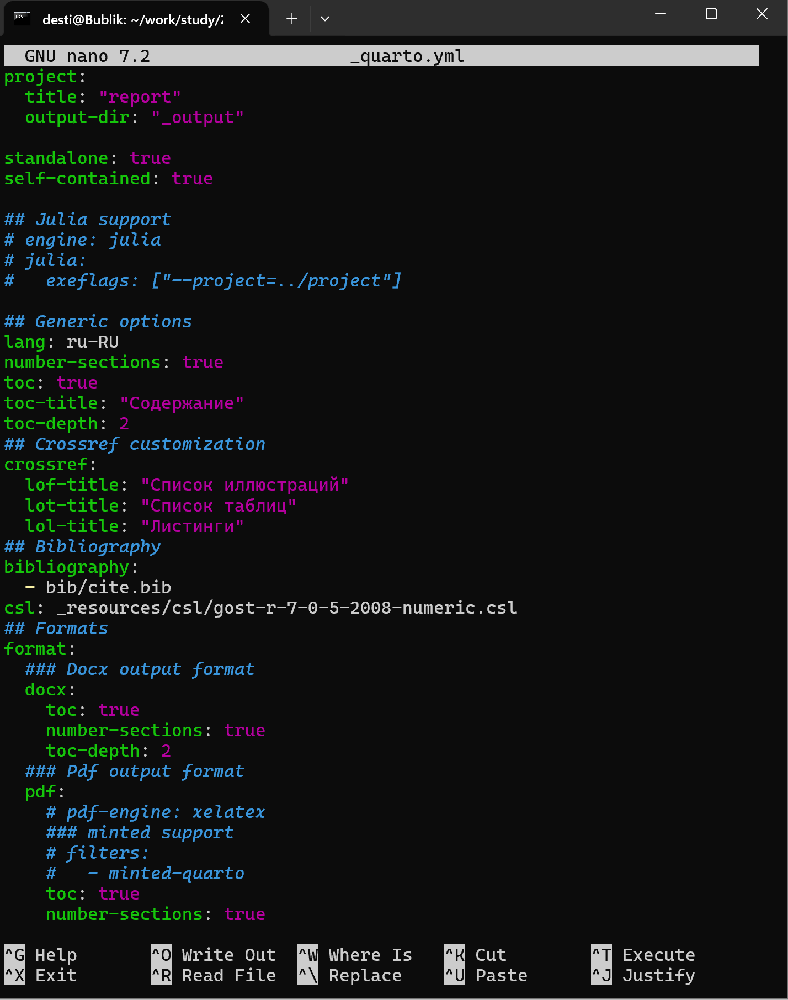 desti@Bublik: ~/work/study/2
GNU nano 7.2 _quarto.yml
project:
  title: "report"
  output-dir: "_output"

standalone: true
self-contained: true

## Julia support
# engine: julia
# julia:
#   exeflags: ["--project=../project"]

## Generic options
lang: ru-RU
number-sections: true
toc: true
toc-title: "Содержание"
toc-depth: 2
## Crossref customization
crossref:
  lof-title: "Список иллюстраций"
  lot-title: "Список таблиц"
  lol-title: "Листинги"
## Bibliography
bibliography:
  - bib/cite.bib
csl: _resources/csl/gost-r-7-0-5-2008-numeric.csl
## Formats
format:
  ### Docx output format
  docx:
    toc: true
    number-sections: true
    toc-depth: 2
  ### Pdf output format
  pdf:
    # pdf-engine: xelatex
    ### minted support
    # filters:
    #   - minted-quarto
    toc: true
    number-sections: true

^G Help ^O Write Out ^W Where Is ^K Cut ^T Execute
^X Exit ^R Read File ^\ Replace ^U Paste ^J Justify